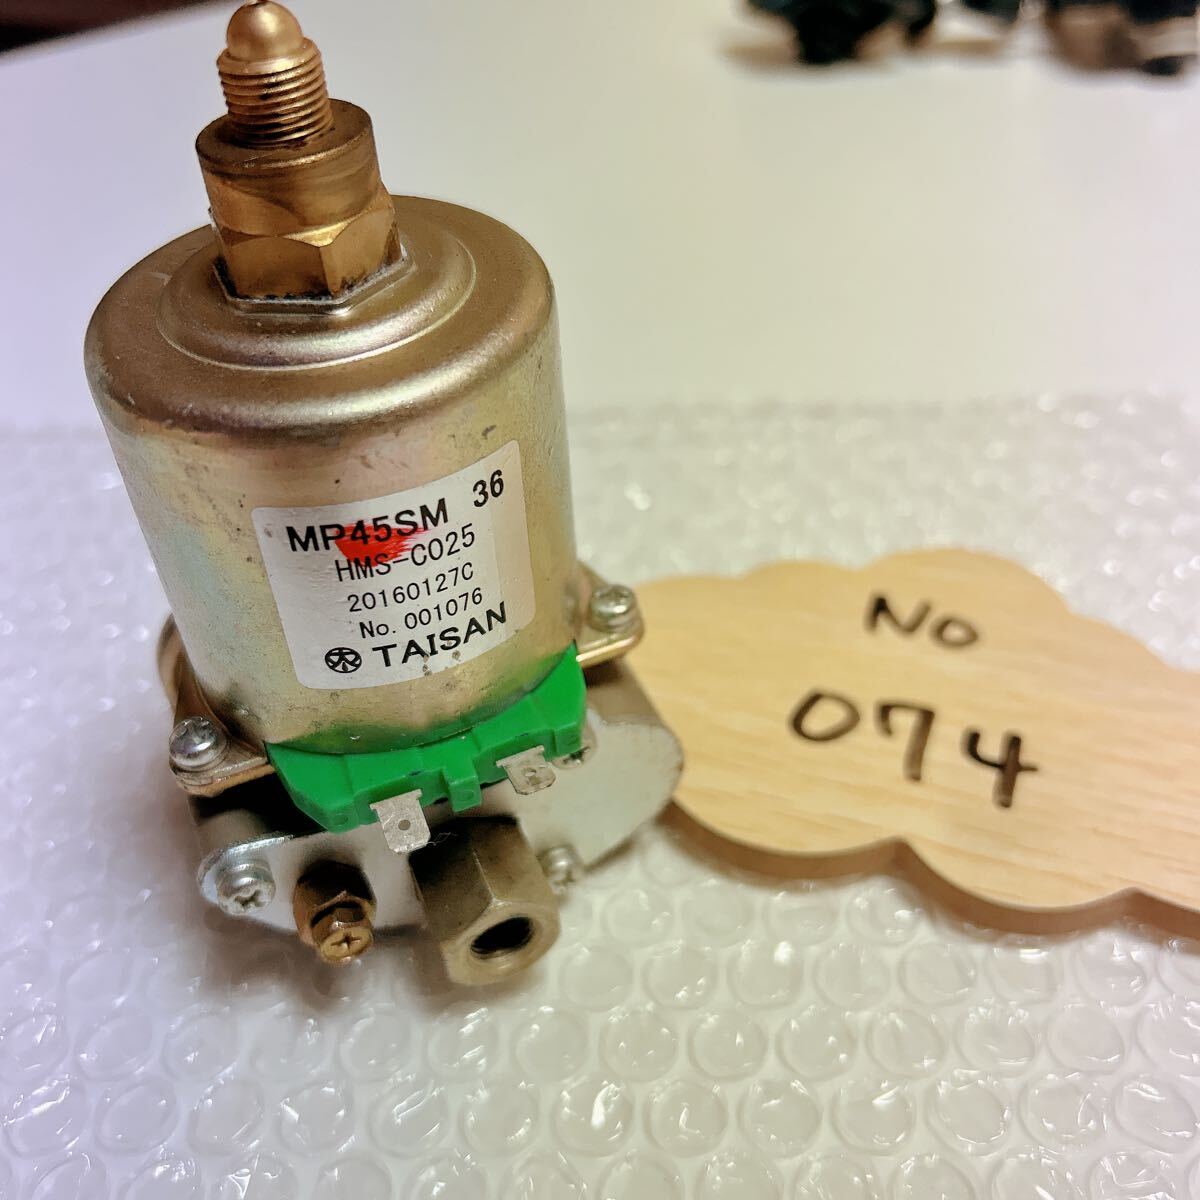 MP45SM 36
HMS-C025
20160127C
No. 001076
TAISAN
No
074